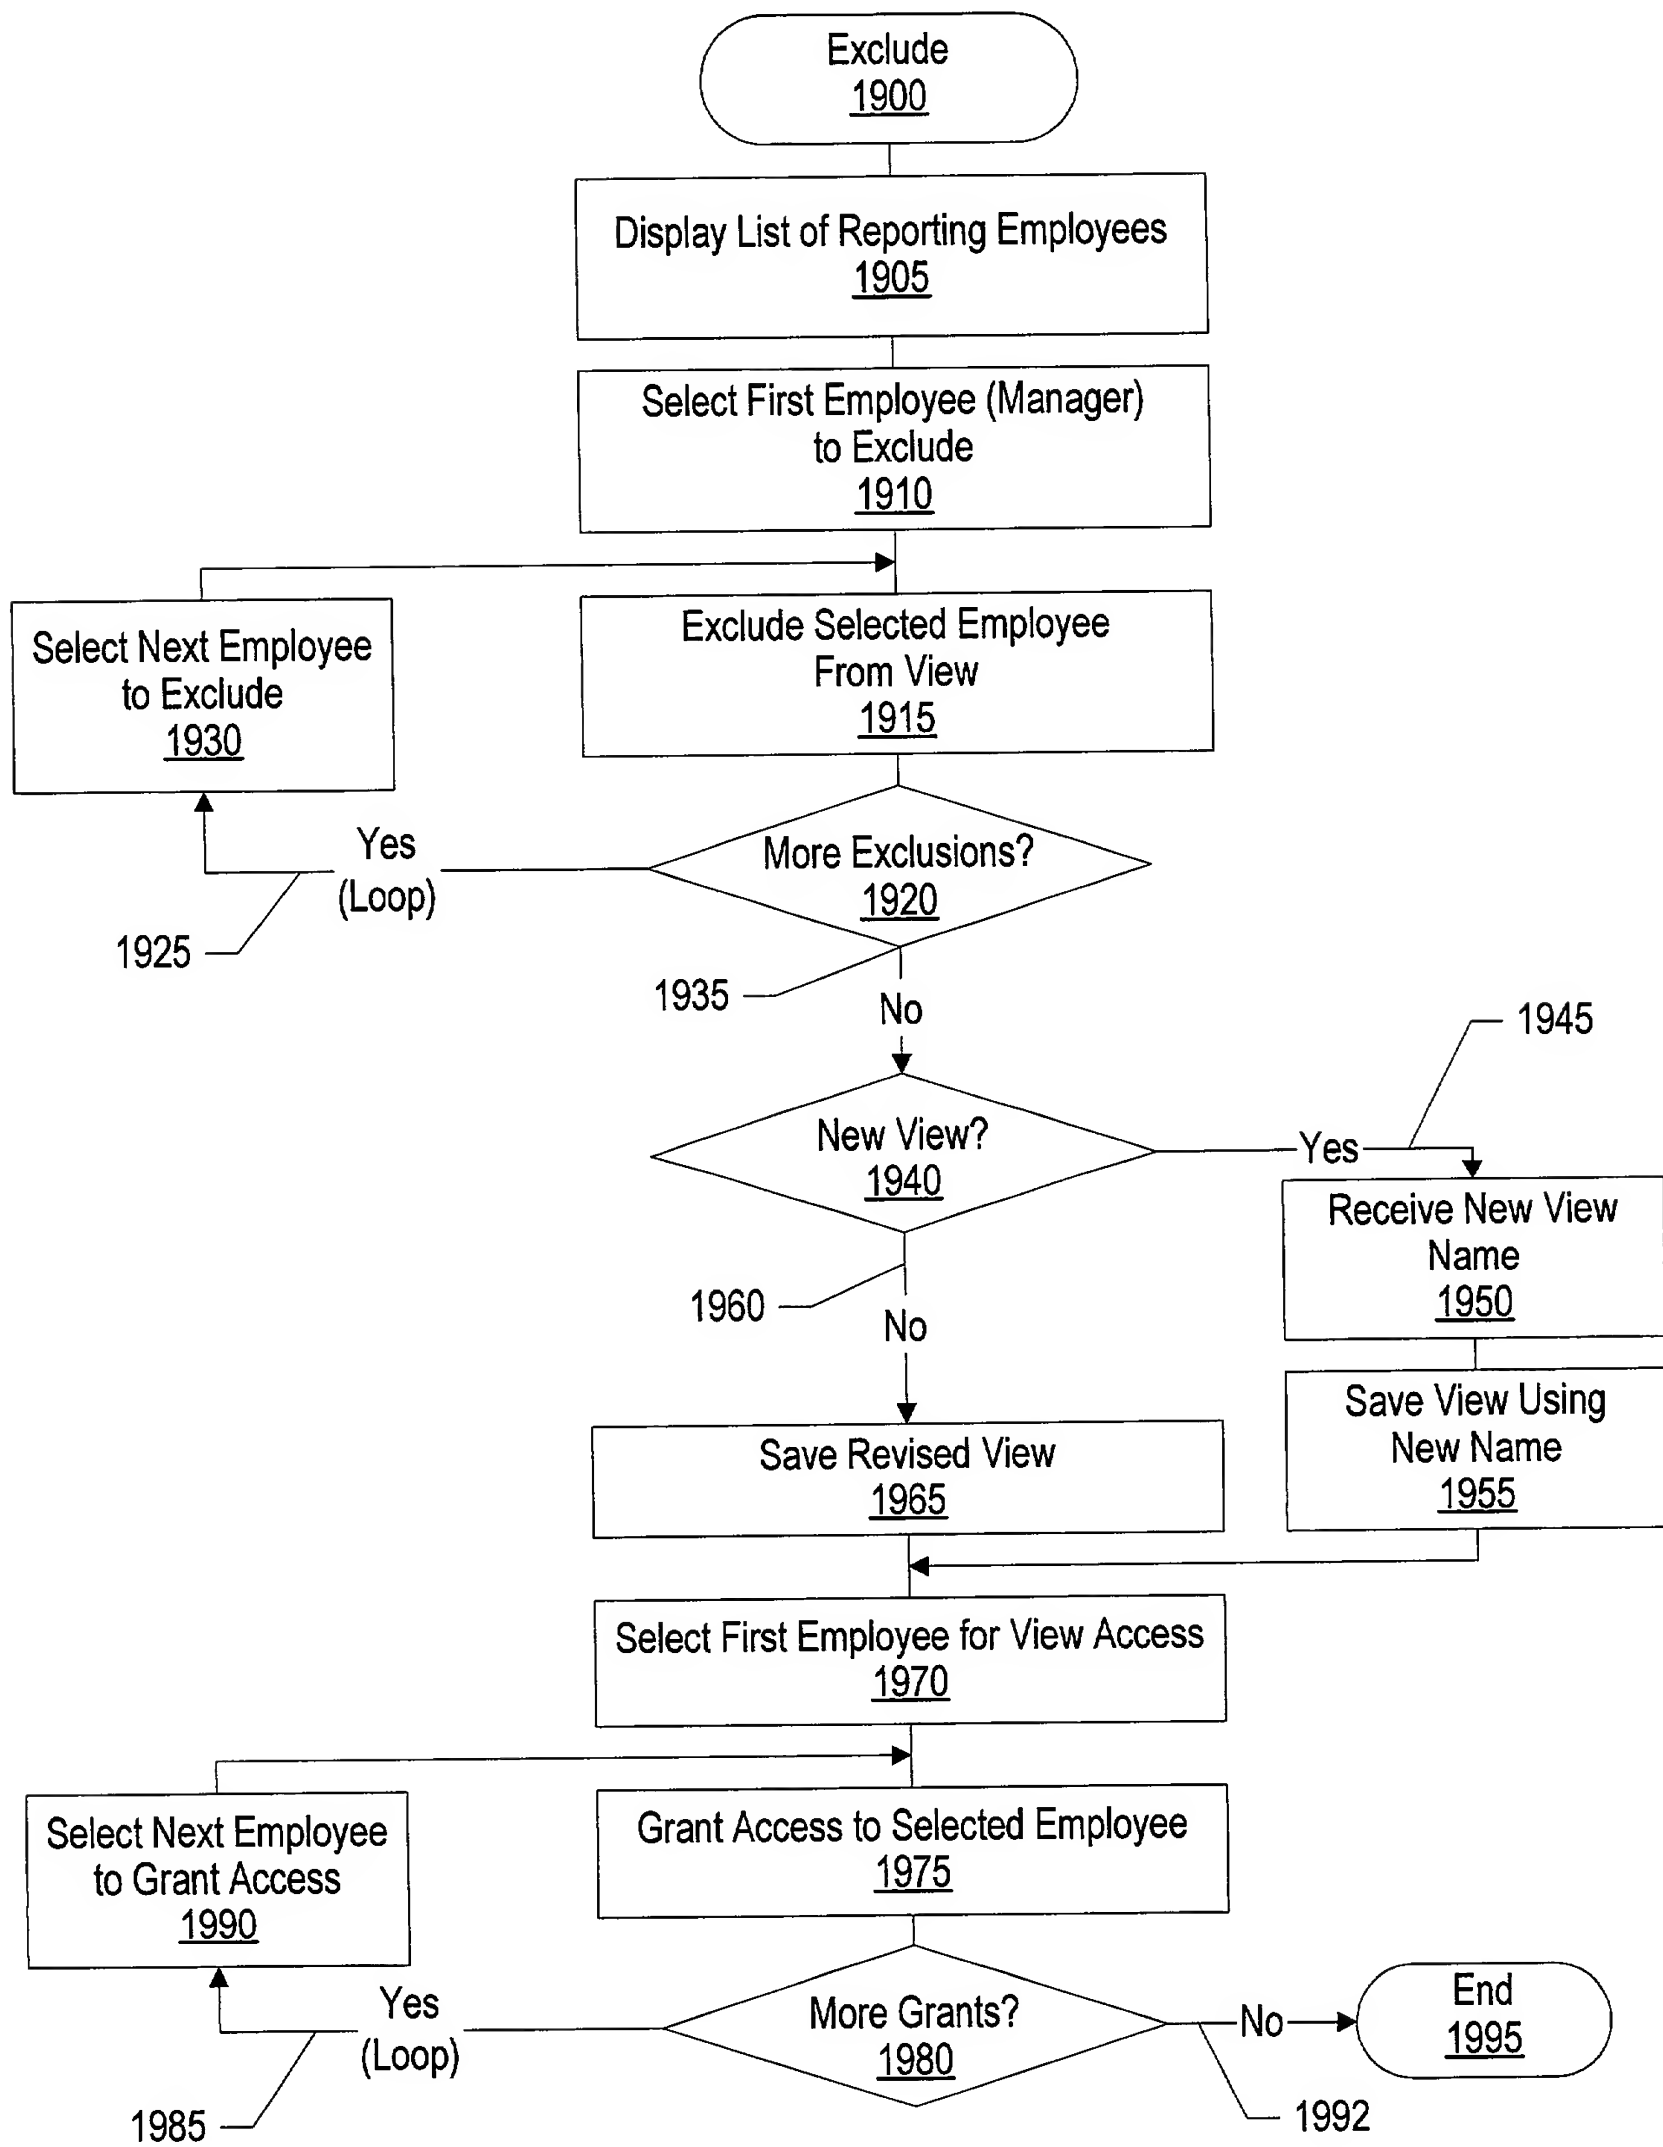 Exclude
1900
Display List of Reporting Employees
1905
Select First Employee (Manager)
to Exclude
1910
Select Next Employee
to Exclude
1930
Exclude Selected Employee
From View
1915
Yes
(Loop)
1925
More Exclusions?
1920
1935
No
1945
New View?
1940
Yes
Receive New View
Name
1950
1960
No
Save View Using
New Name
1955
Save Revised View
1965
Select First Employee for View Access
1970
Select Next Employee
to Grant Access
1990
Grant Access to Selected Employee
1975
Yes
(Loop)
1985
More Grants?
1980
No
1992
End
1995